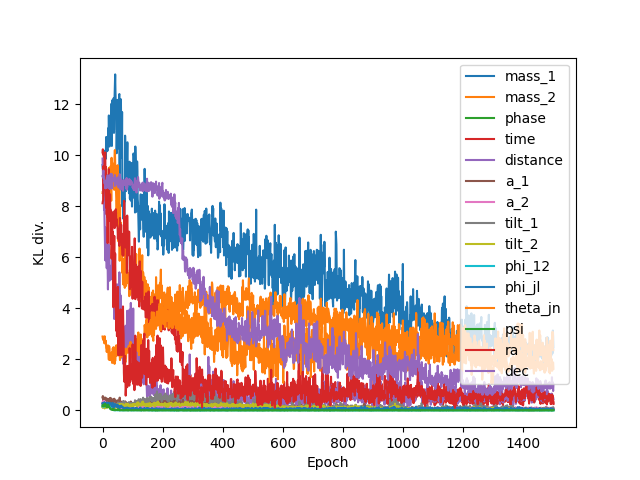 KL div.
12
10
8
6
4
2
0
0 200 400 600 800 1000 1200 1400
Epoch
mass_1
mass_2
phase
time
distance
a_1
a_2
tilt_1
tilt_2
phi_12
phi_jl
theta_jn
psi
ra
dec